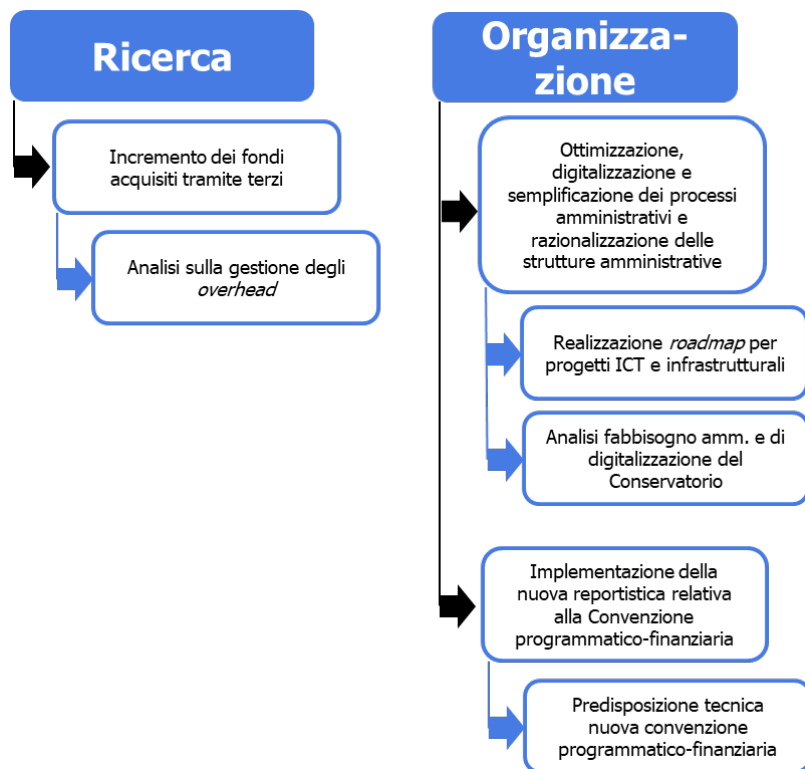 Ricerca
Incremento dei fondi
acquisiti tramite terzi
Analisi sulla gestione degli
overhead
Organizza-
zione
Ottimizzazione,
digitalizzazione e
semplificazione dei processi
amministrativi e
razionalizzazione delle
strutture amministrative
Realizzazione roadmap per
progetti ICT e infrastrutturali
Analisi fabbisogno amm. e di
digitalizzazione del
Conservatorio
Implementazione della
nuova reportistica relativa
alla Convenzione
programmatico-finanziaria
Predisposizione tecnica
nuova convenzione
programmatico-finanziaria